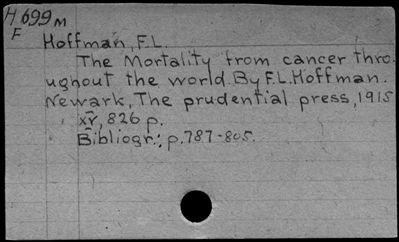 H 699 M
F
Hoffman, F.L.
The Mortality from cancer thro
ughout the world. By F.L. Hoffman.
Newark, The prudential press, 1915
xv, 826 p.
Bibliogr.: p. 787-805.